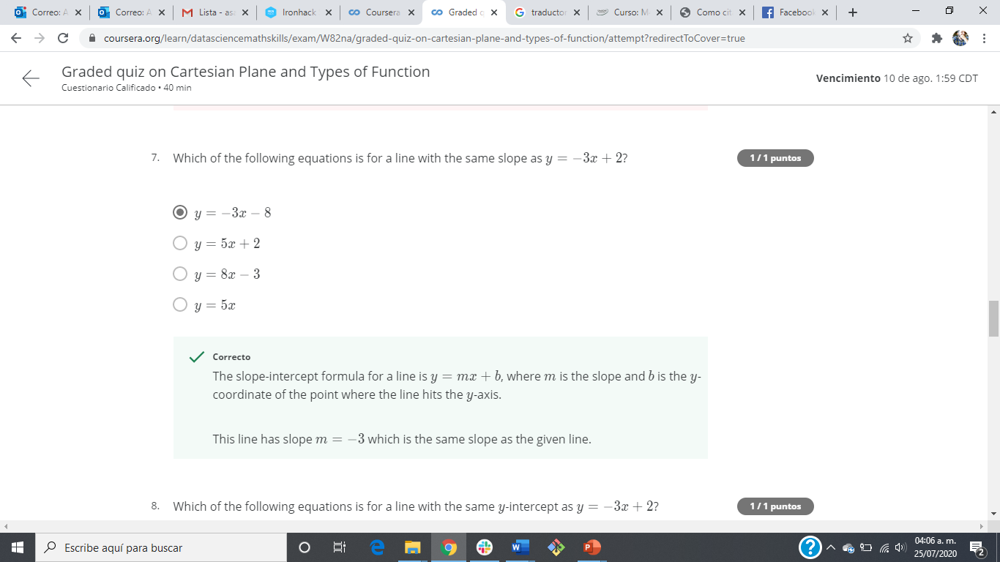 Correo: A
Correo: A
Lista - asa
Ironhack
Coursera
Graded q
traductor
Curso: M
Como cit
Facebook
coursera.org/learn/datasciencemathskills/exam/W82na/graded-quiz-on-cartesian-plane-and-types-of-function/attempt?redirectToCover=true
Graded quiz on Cartesian Plane and Types of Function
Cuestionario Calificado • 40 min
Vencimiento 10 de ago. 1:59 CDT
7. Which of the following equations is for a line with the same slope as y = −3x + 2?
1 / 1 puntos
y = −3x − 8
y = 5x + 2
y = 8x − 3
y = 5x
Correcto
The slope-intercept formula for a line is y = mx + b, where m is the slope and b is the y-
coordinate of the point where the line hits the y-axis.
This line has slope m = −3 which is the same slope as the given line.
8. Which of the following equations is for a line with the same y-intercept as y = −3x + 2?
1 / 1 puntos
Escribe aquí para buscar
04:06 a. m.
25/07/2020
2